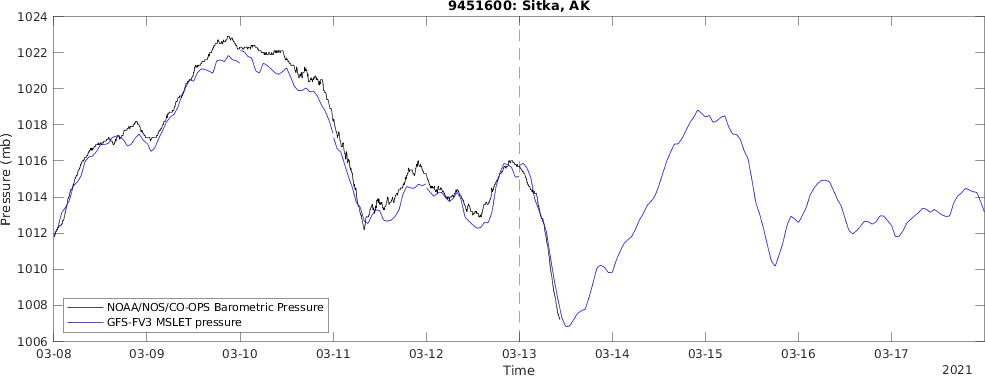 9451600: Sitka, AK
1024
1022
1020
1018
1016
1014
1012
1010
1008
1006
Pressure (mb)
NOAA/NOS/CO-OPS Barometric Pressure
GFS-FV3 MSLET pressure
03-08 03-09 03-10 03-11 03-12 03-13 03-14 03-15 03-16 03-17
Time
2021